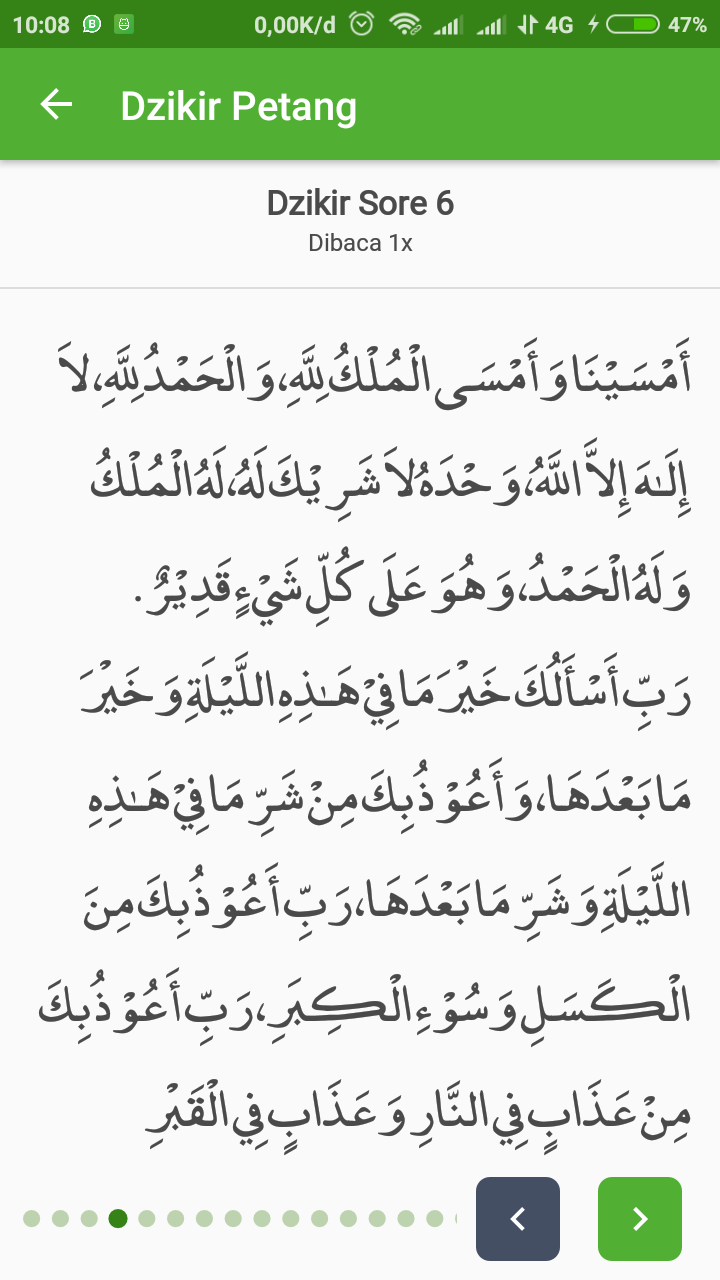 10:08 0,00K/d 4G 47%
Dzikir Petang
Dzikir Sore 6
Dibaca 1x
أَمْسَيْنَا وَأَمْسَى الْمُلْكُ لِلَّهِ، وَالْحَمْدُ لِلَّهِ، لاَ
إِلَـٰهَ إِلاَّ اللَّهُ، وَحْدَهُ لاَ شَرِيْكَ لَهُ، لَهُ الْمُلْكُ
وَلَهُ الْحَمْدُ، وَهُوَ عَلَى كُلِّ شَيْءٍ قَدِيْرٌ.
رَبِّ أَسْأَلُكَ خَيْرَ مَا فِيْ هَـٰذِهِ اللَّيْلَةِ وَخَيْرَ
مَا بَعْدَهَا، وَأَعُوْذُ بِكَ مِنْ شَرِّ مَا فِيْ هَـٰذِهِ
اللَّيْلَةِ وَشَرِّ مَا بَعْدَهَا، رَبِّ أَعُوْذُ بِكَ مِنَ
الْكَسَلِ وَسُوْءِ الْكِبَرِ، رَبِّ أَعُوْذُ بِكَ
مِنْ عَذَابٍ فِي النَّارِ وَعَذَابٍ فِي الْقَبْرِ